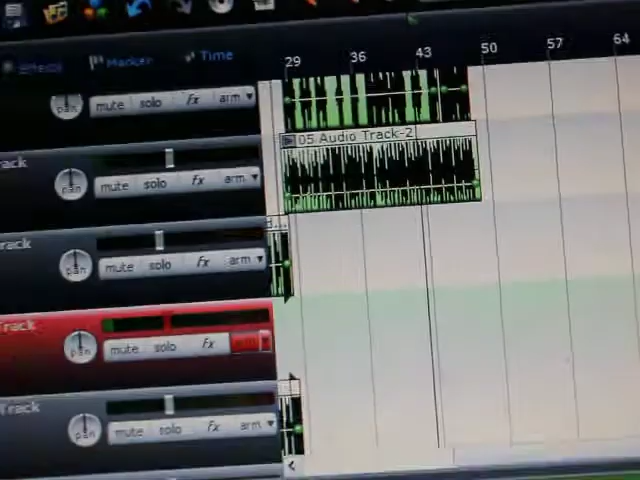 Effects Marker Time
29 36 43 50 57 64
pan mute solo fx arm
05 Audio Track-2
rack
pan mute solo fx arm
d...
rack
pan mute solo fx arm
Track
pan mute solo fx
Track
pan mute solo fx arm